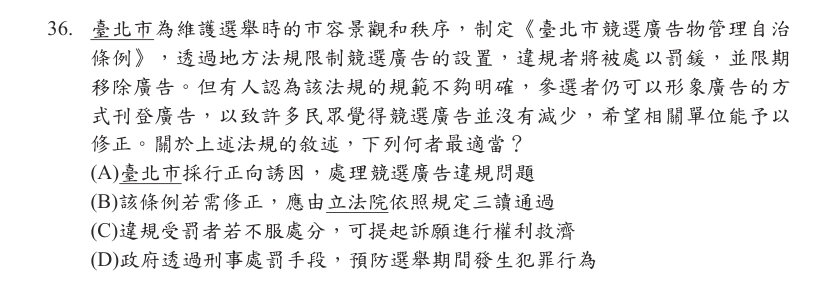 36. 臺北市為維護選舉時的市容景觀和秩序，制定《臺北市競選廣告物管理自治
條例》，透過地方法規限制競選廣告的設置，違規者將被處以罰鍰，並限期
移除廣告。但有人認為該法規的規範不夠明確，參選者仍可以形象廣告的方
式刊登廣告，以致許多民眾覺得競選廣告並沒有減少，希望相關單位能予以
修正。關於上述法規的敘述，下列何者最適當？
(A)臺北市採行正向誘因，處理競選廣告違規問題
(B)該條例若需修正，應由立法院依照規定三讀通過
(C)違規受罰者若不服處分，可提起訴願進行權利救濟
(D)政府透過刑事處罰手段，預防選舉期間發生犯罪行為